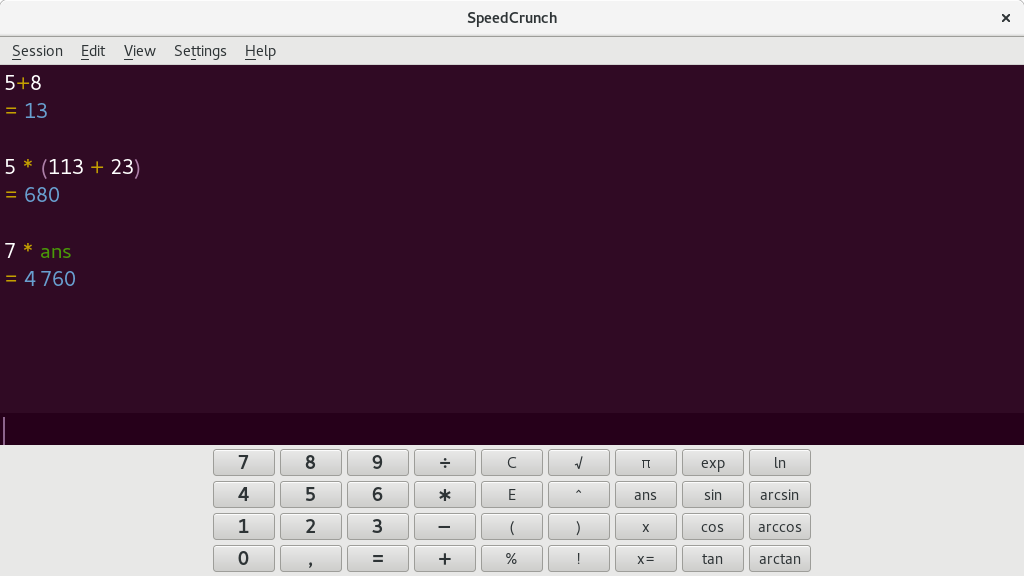 SpeedCrunch ×
Session Edit View Settings Help
5+8
= 13
5 * (113 + 23)
= 680
7 * ans
= 4 760
7 8 9 ÷ C √ π exp ln
4 5 6 ∗ E ^ ans sin arcsin
1 2 3 − ( ) x cos arccos
0 , = + % ! x= tan arctan